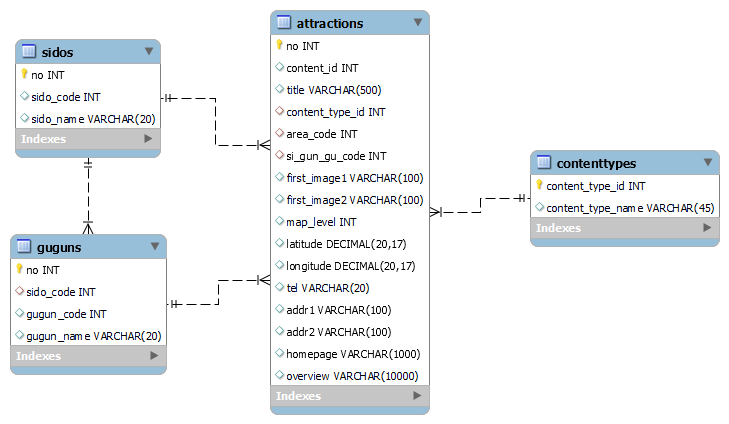 sidos
no INT
sido_code INT
sido_name VARCHAR(20)
Indexes
guguns
no INT
sido_code INT
gugun_code INT
gugun_name VARCHAR(20)
Indexes
attractions
no INT
content_id INT
title VARCHAR(500)
content_type_id INT
area_code INT
si_gun_gu_code INT
first_image1 VARCHAR(100)
first_image2 VARCHAR(100)
map_level INT
latitude DECIMAL(20,17)
longitude DECIMAL(20,17)
tel VARCHAR(20)
addr1 VARCHAR(100)
addr2 VARCHAR(100)
homepage VARCHAR(1000)
overview VARCHAR(10000)
Indexes
contenttypes
content_type_id INT
content_type_name VARCHAR(45)
Indexes